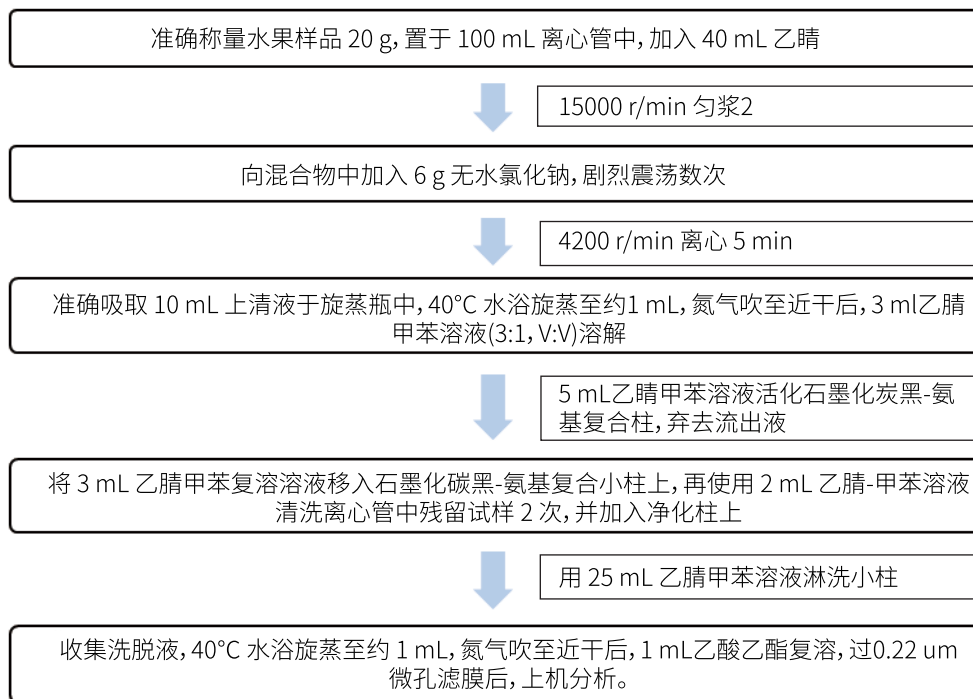 准确称量水果样品 20 g，置于 100 mL 离心管中，加入 40 mL 乙睛
15000 r/min 匀浆2
向混合物中加入 6 g 无水氯化钠，剧烈震荡数次
4200 r/min 离心 5 min
准确吸取 10 mL 上清液于旋蒸瓶中，40°C 水浴旋蒸至约1 mL，氮气吹至近干后，3 ml乙腈
甲苯溶液(3:1, V:V)溶解
5 mL乙睛甲苯溶液活化石墨化炭黑-氨
基复合柱，弃去流出液
将 3 mL 乙腈甲苯复溶溶液移入石墨化碳黑-氨基复合小柱上，再使用 2 mL 乙腈-甲苯溶液
清洗离心管中残留试样 2 次，并加入净化柱上
用 25 mL 乙腈甲苯溶液淋洗小柱
收集洗脱液，40°C 水浴旋蒸至约 1 mL，氮气吹至近干后，1 mL乙酸乙酯复溶，过0.22 um
微孔滤膜后，上机分析。